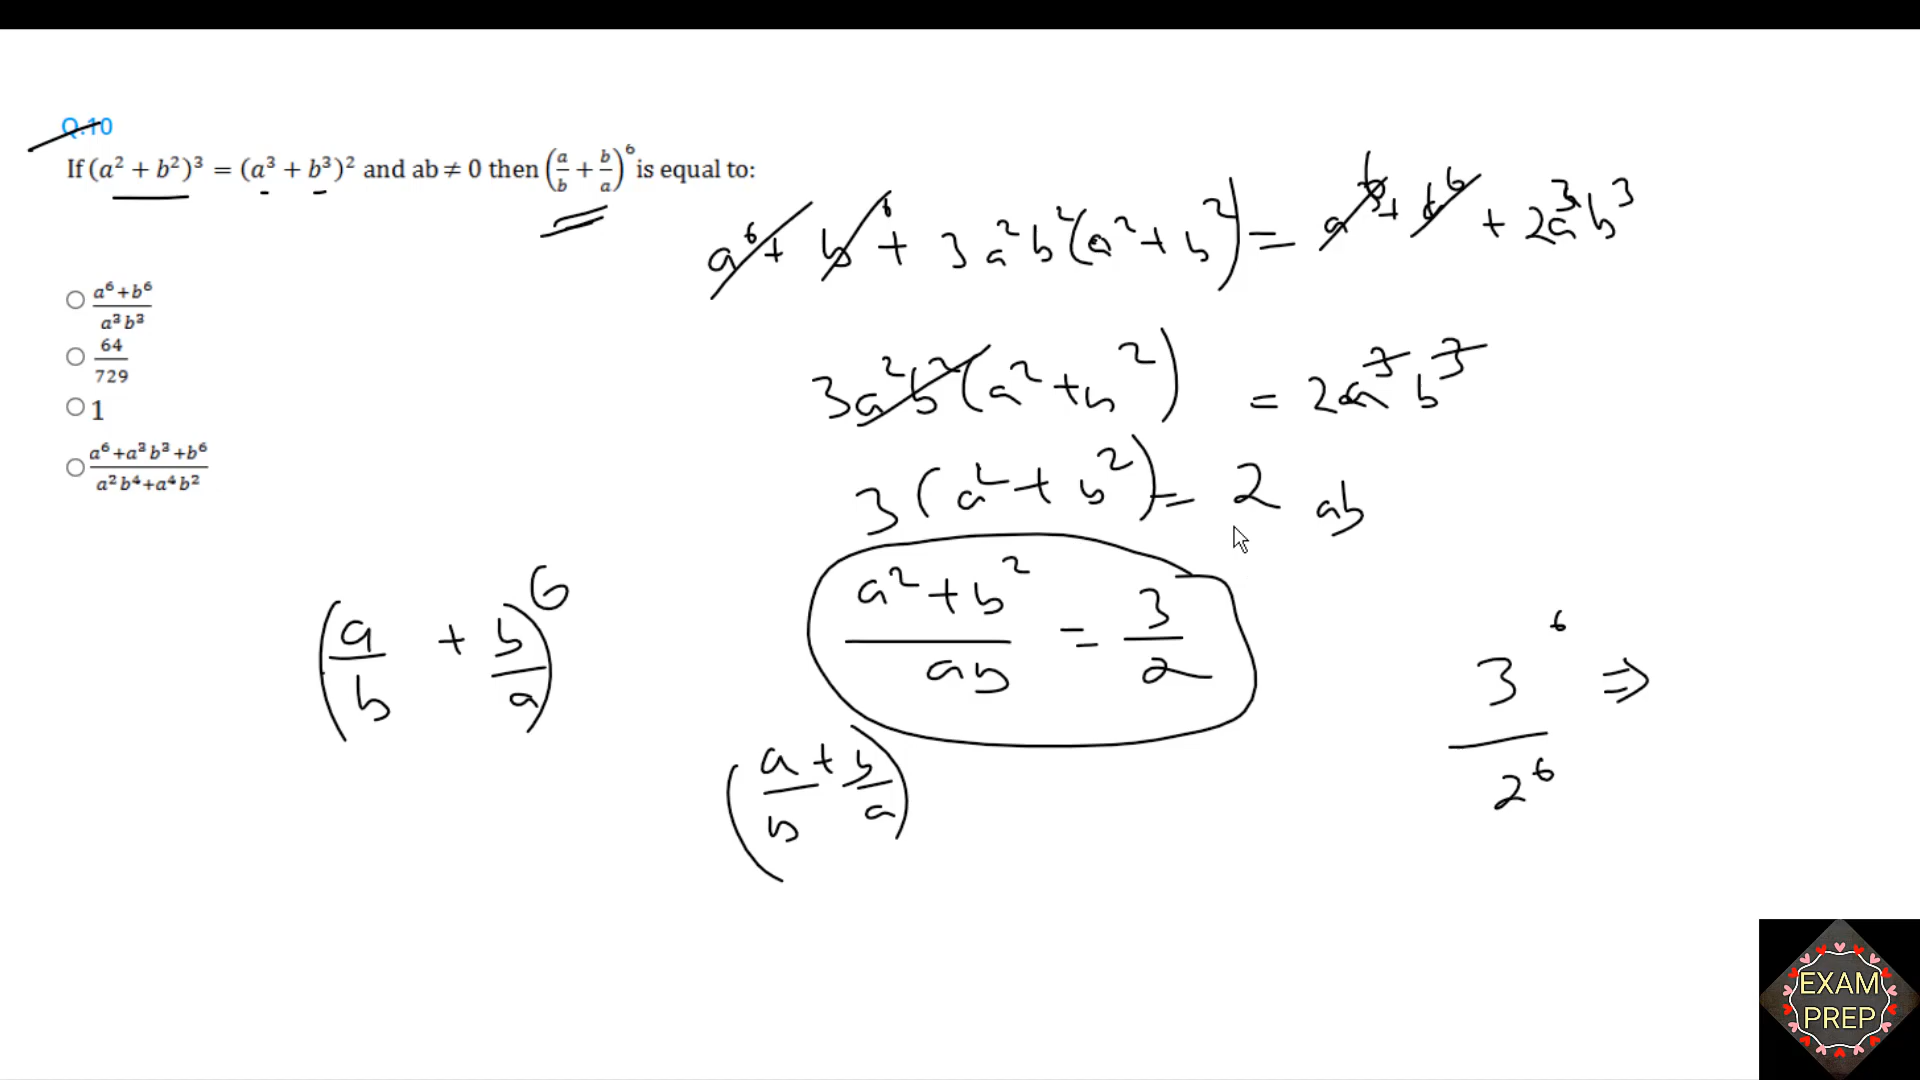 Q.10
If (a² + b²)³ = (a³ + b³)² and ab ≠ 0 then (a/b + b/a)⁶ is equal to:
a⁶+b⁶ / a³b³
64 / 729
1
a⁶+a³b³+b⁶ / a²b⁴+a⁴b²
a⁶ + b⁶ + 3a²b²(a² + b²) = a⁶ + b⁶ + 2a³b³
3a²b²(a² + b²) = 2a³b³
3(a² + b²) = 2 ab
a² + b² / ab = 3 / 2
(a/b + b/a)⁶
(a/b + b/a)
3⁶ / 2⁶ ⇒
EXAM
PREP